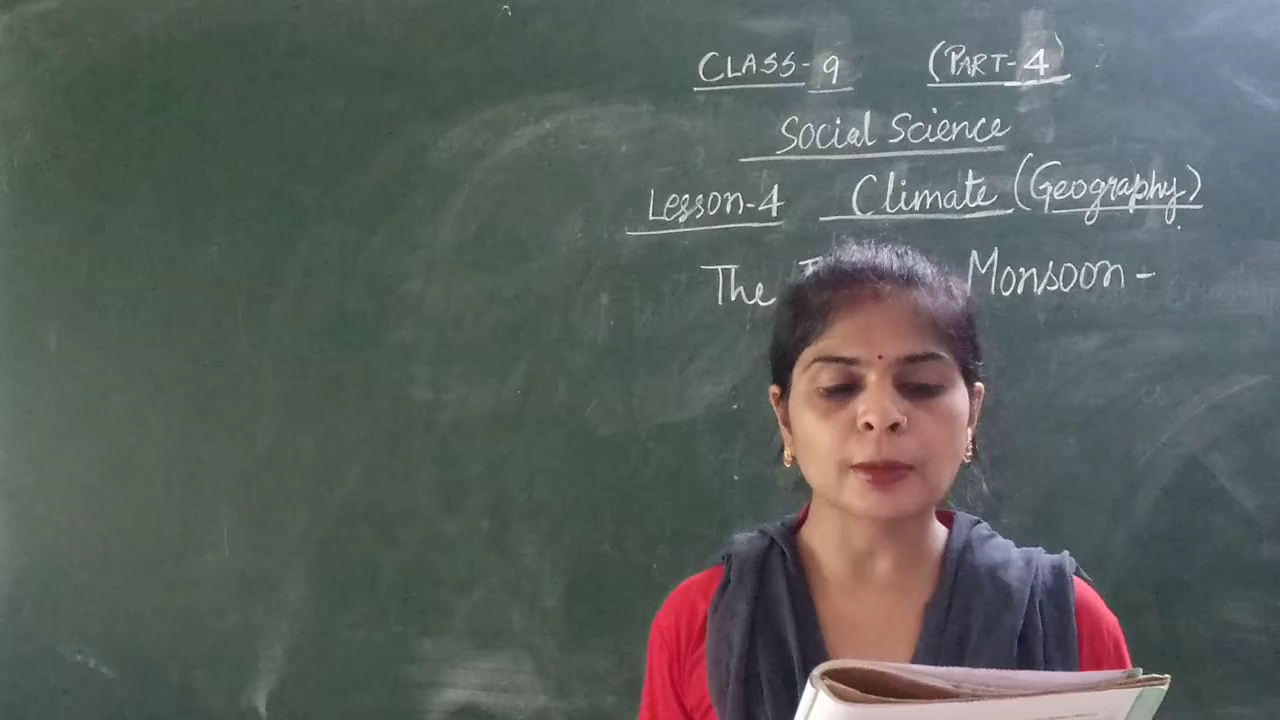 CLASS-9 (PART-4)
Social Science
Lesson-4 Climate (Geography)
The Monsoon-